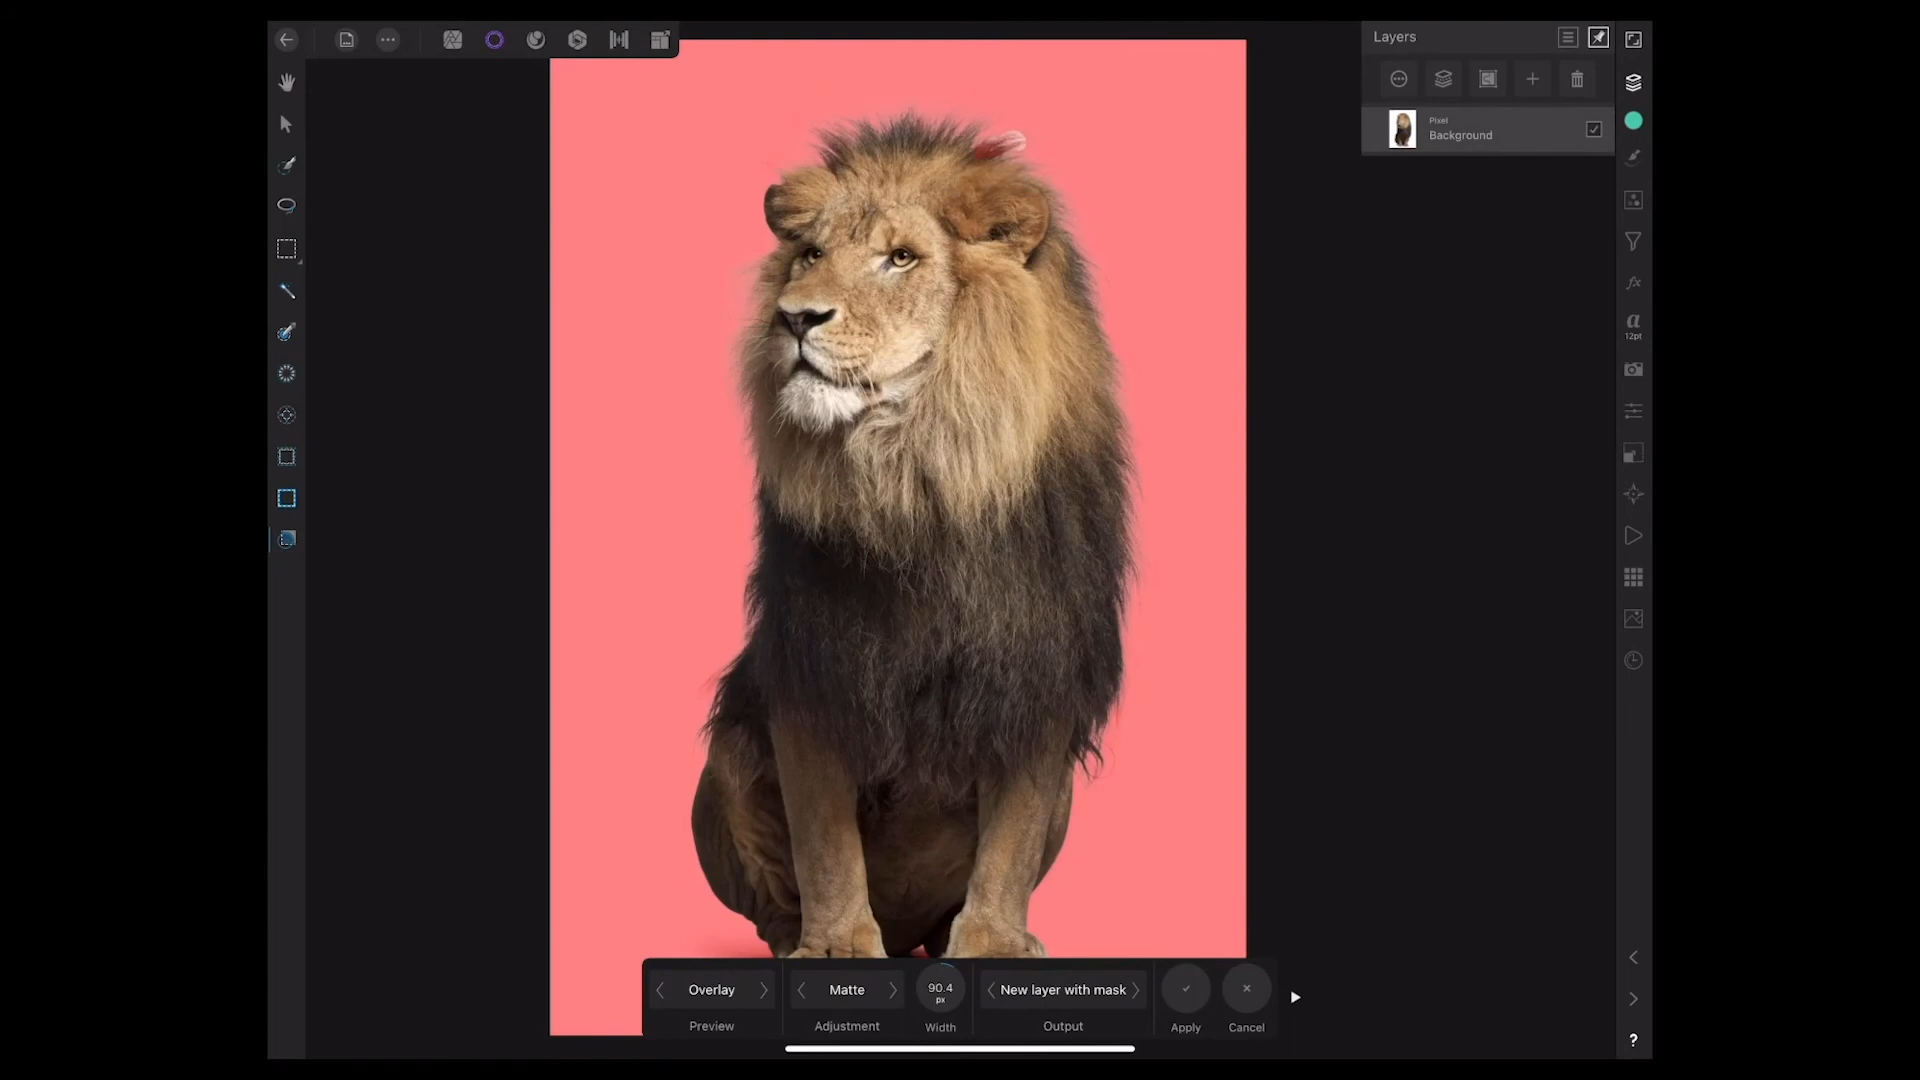 Layers
Pixel
Background
a
12pt
fx
Overlay
Preview
Matte
Adjustment
90.4
px
Width
New layer with mask
Output
Apply
Cancel
?